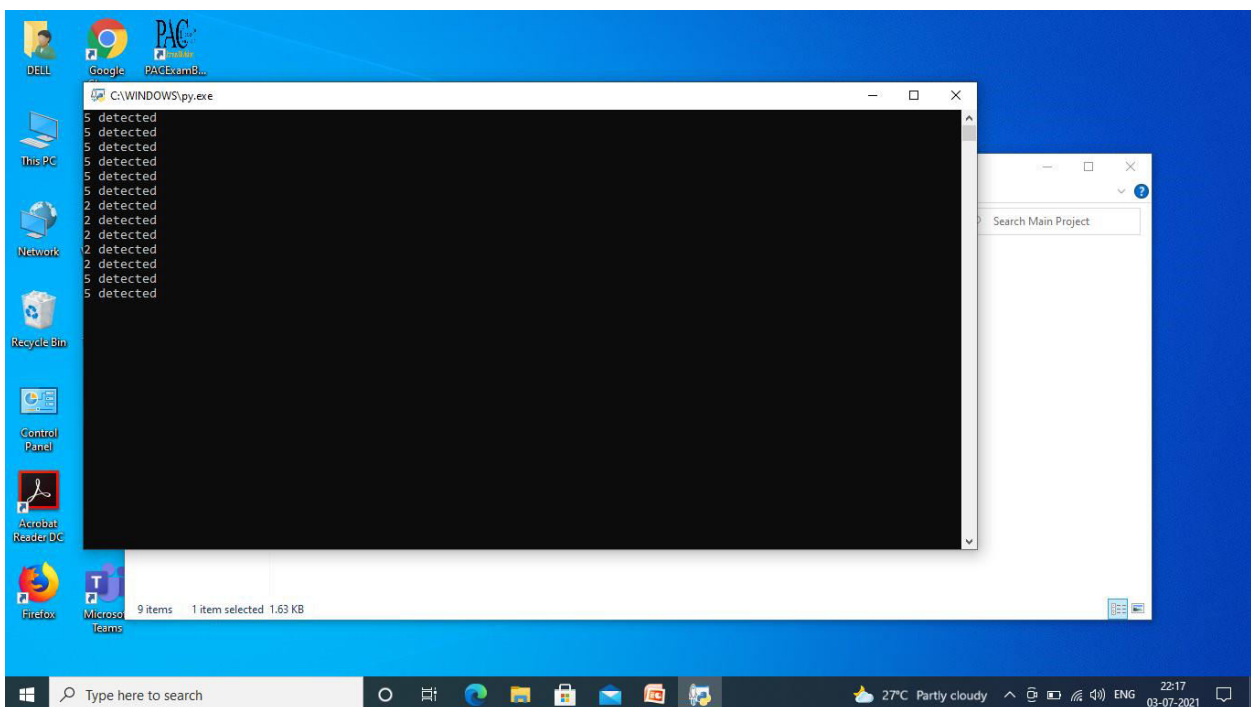 DELL
Google
PAC
PACExamB...
C:\WINDOWS\py.exe
5 detected
5 detected
5 detected
5 detected
5 detected
5 detected
2 detected
2 detected
2 detected
2 detected
2 detected
5 detected
5 detected
This PC
Network
Recycle Bin
Control
Panel
Acrobat
Reader DC
Firefox
Microso
Teams
Search Main Project
9 items 1 item selected 1.63 KB
Type here to search
27°C Partly cloudy
ENG
22:17
03-07-2021